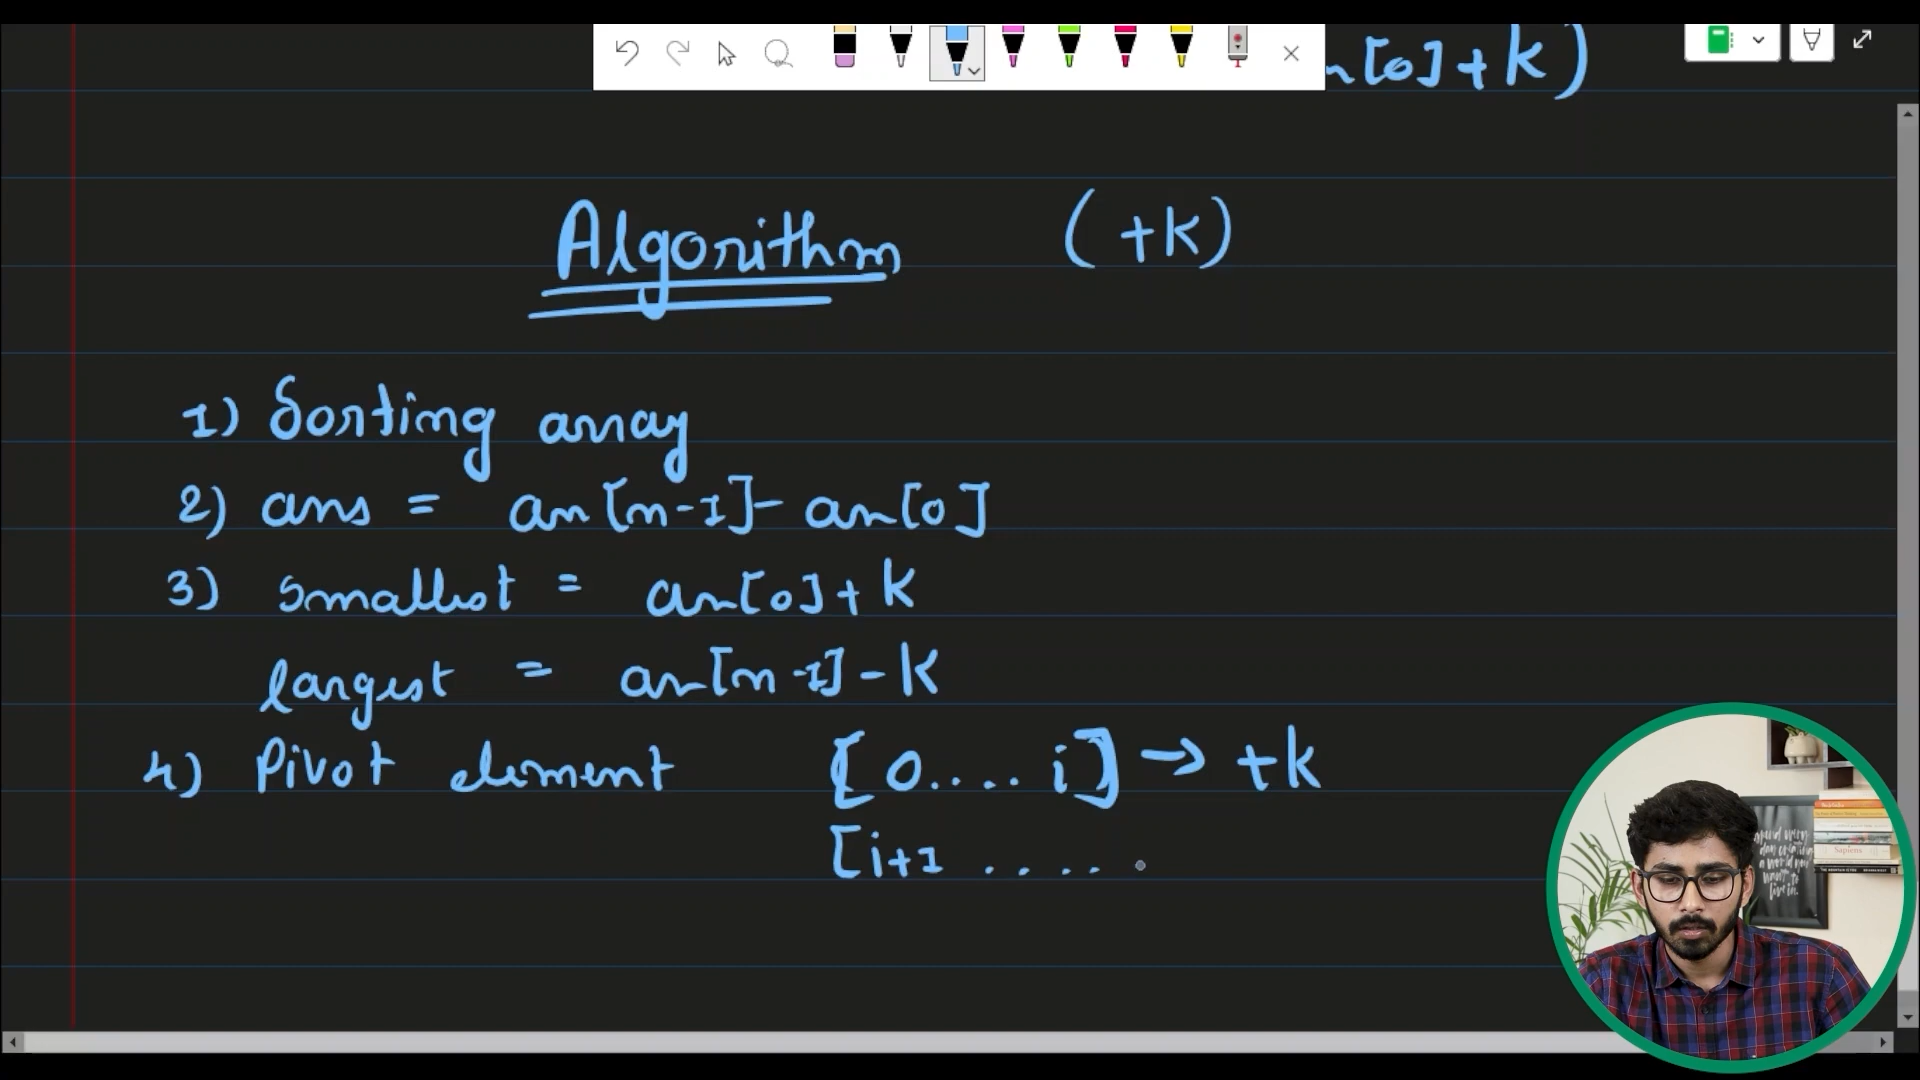 n[0]+k)
Algorithm (+k)
1) Sorting array
2) ans = arr[n-1]- arr[0]
3) smallest = arr[0]+k
largest = arr[n-1]-k
4) Pivot element [0.... i] → +k
[i+1 .....
Sapiens